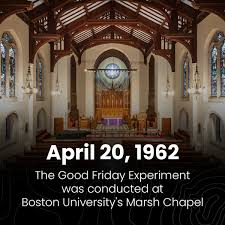 April 20, 1962
The Good Friday Experiment
was conducted at
Boston University's Marsh Chapel